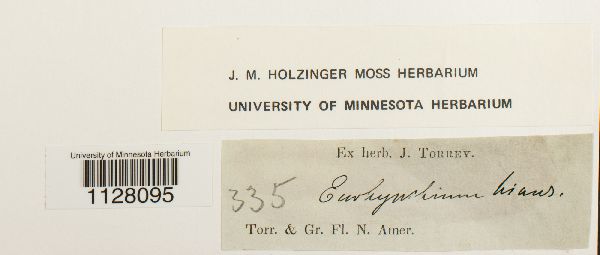 J. M. HOLZINGER MOSS HERBARIUM
UNIVERSITY OF MINNESOTA HERBARIUM
University of Minnesota Herbarium
1128095
Ex herb. J. Torrey.
335 Eurhynchium hians.
Torr. & Gr. Fl. N. Amer.